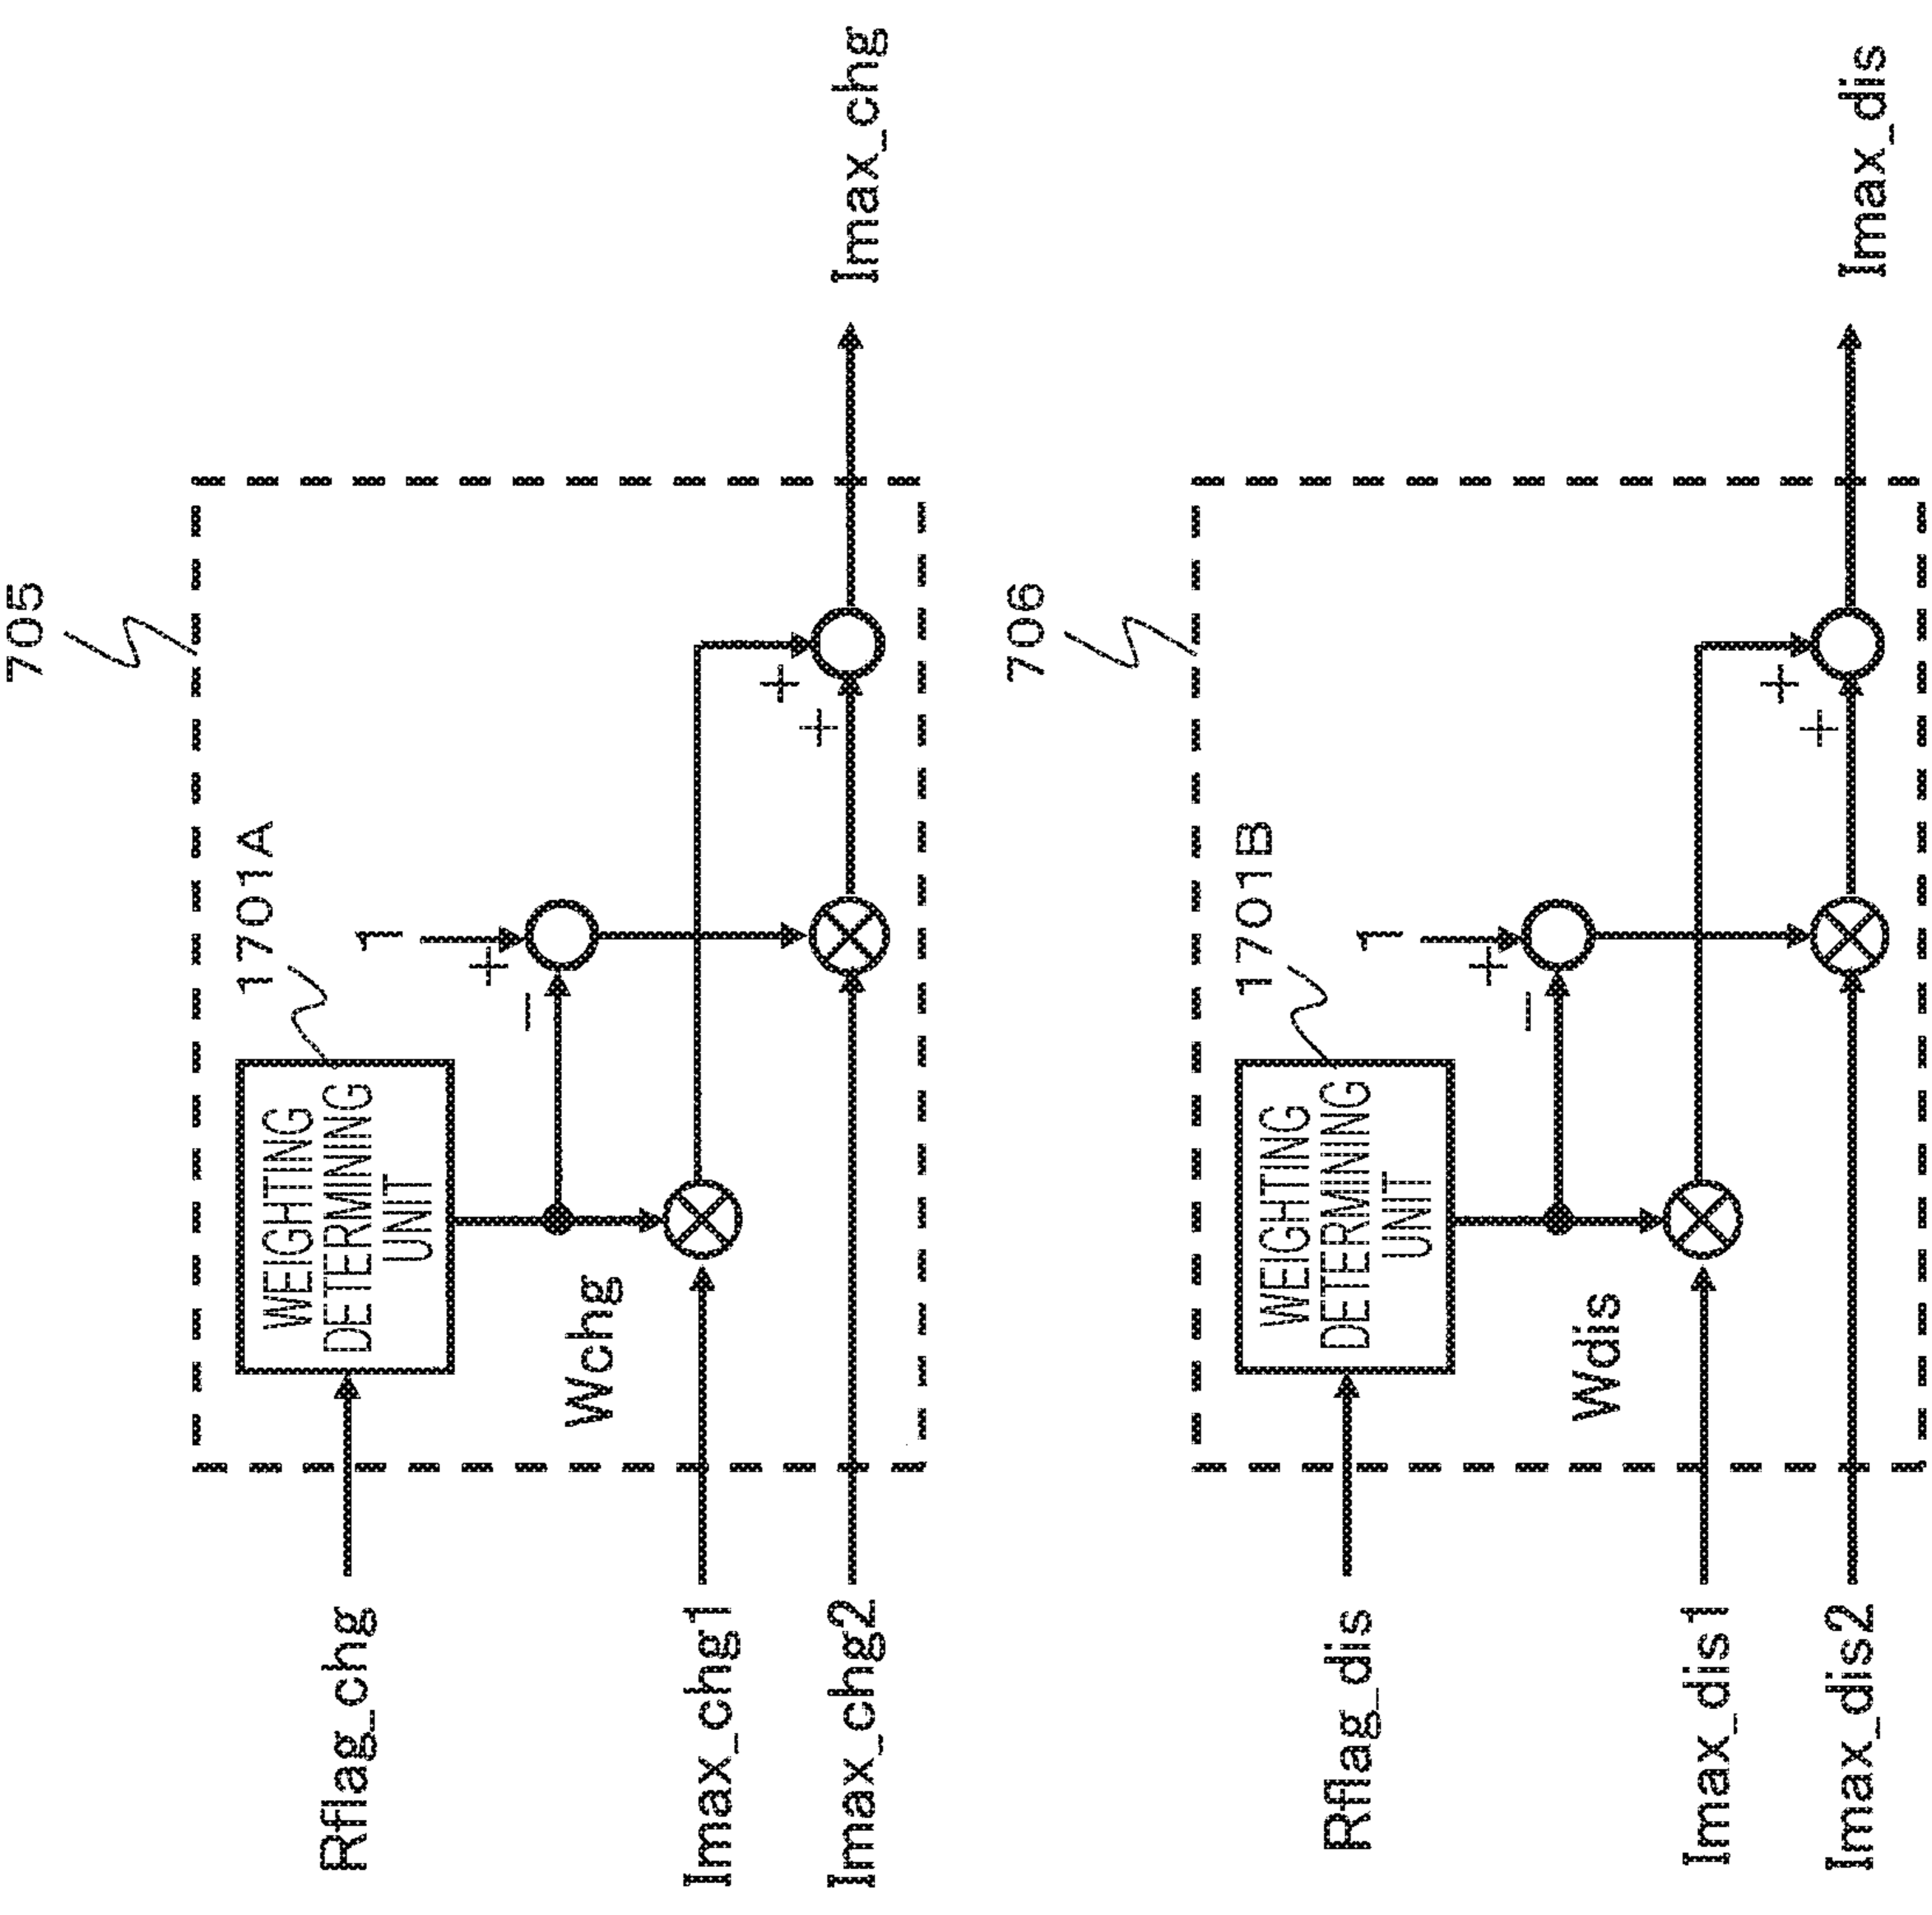 705
1701A
WEIGHTING
DETERMINING
UNIT
Rflag_chg
1
+
−
Wchg
Imax_chg1
+
+
Imax_chg2
Imax_chg
706
1701B
WEIGHTING
DETERMINING
UNIT
Rflag_dis
1
+
−
Wdis
Imax_dis1
+
+
Imax_dis2
Imax_dis